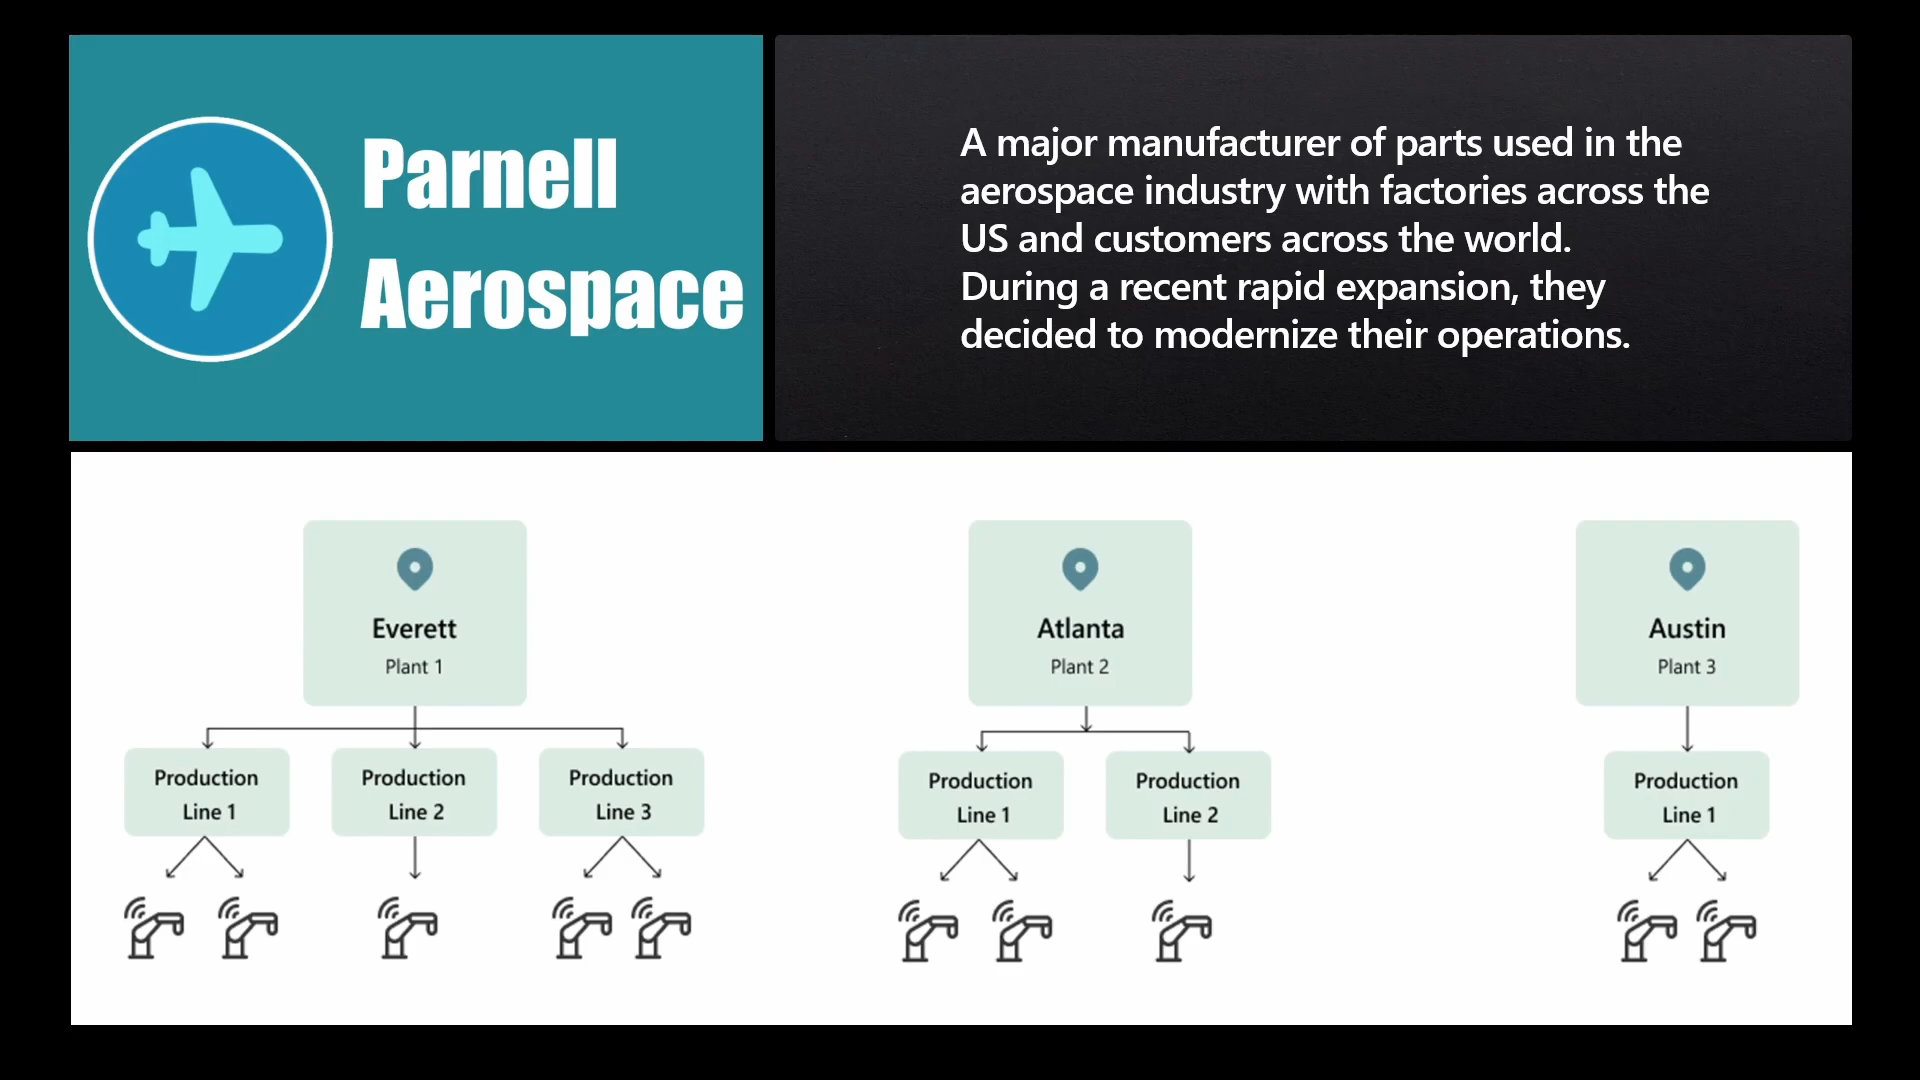 Parnell
Aerospace
A major manufacturer of parts used in the
aerospace industry with factories across the
US and customers across the world.
During a recent rapid expansion, they
decided to modernize their operations.
Everett
Plant 1
Production
Line 1
Production
Line 2
Production
Line 3
Atlanta
Plant 2
Production
Line 1
Production
Line 2
Austin
Plant 3
Production
Line 1